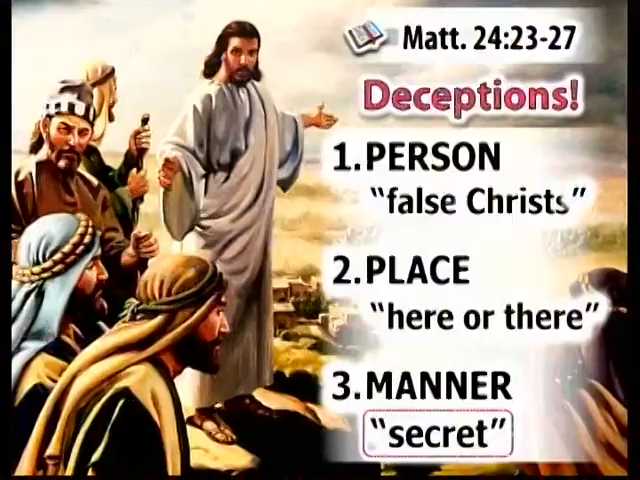 Matt. 24:23-27
Deceptions!
1. PERSON
"false Christs"
2. PLACE
"here or there"
3. MANNER
"secret"